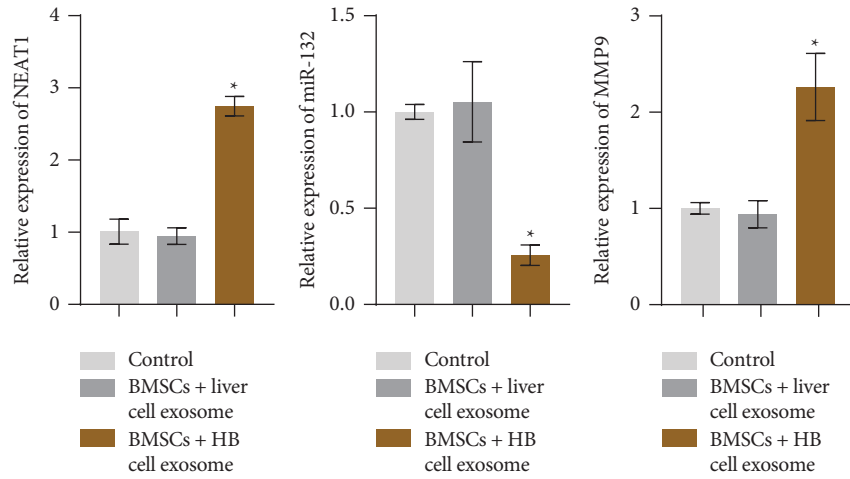 Relative expression of NEAT1
4
3
2
1
0
*
Control
BMSCs + liver
cell exosome
BMSCs + HB
cell exosome
Relative expression of miR-132
1.5
1.0
0.5
0.0
*
Control
BMSCs + liver
cell exosome
BMSCs + HB
cell exosome
Relative expression of MMP9
3
2
1
0
*
Control
BMSCs + liver
cell exosome
BMSCs + HB
cell exosome